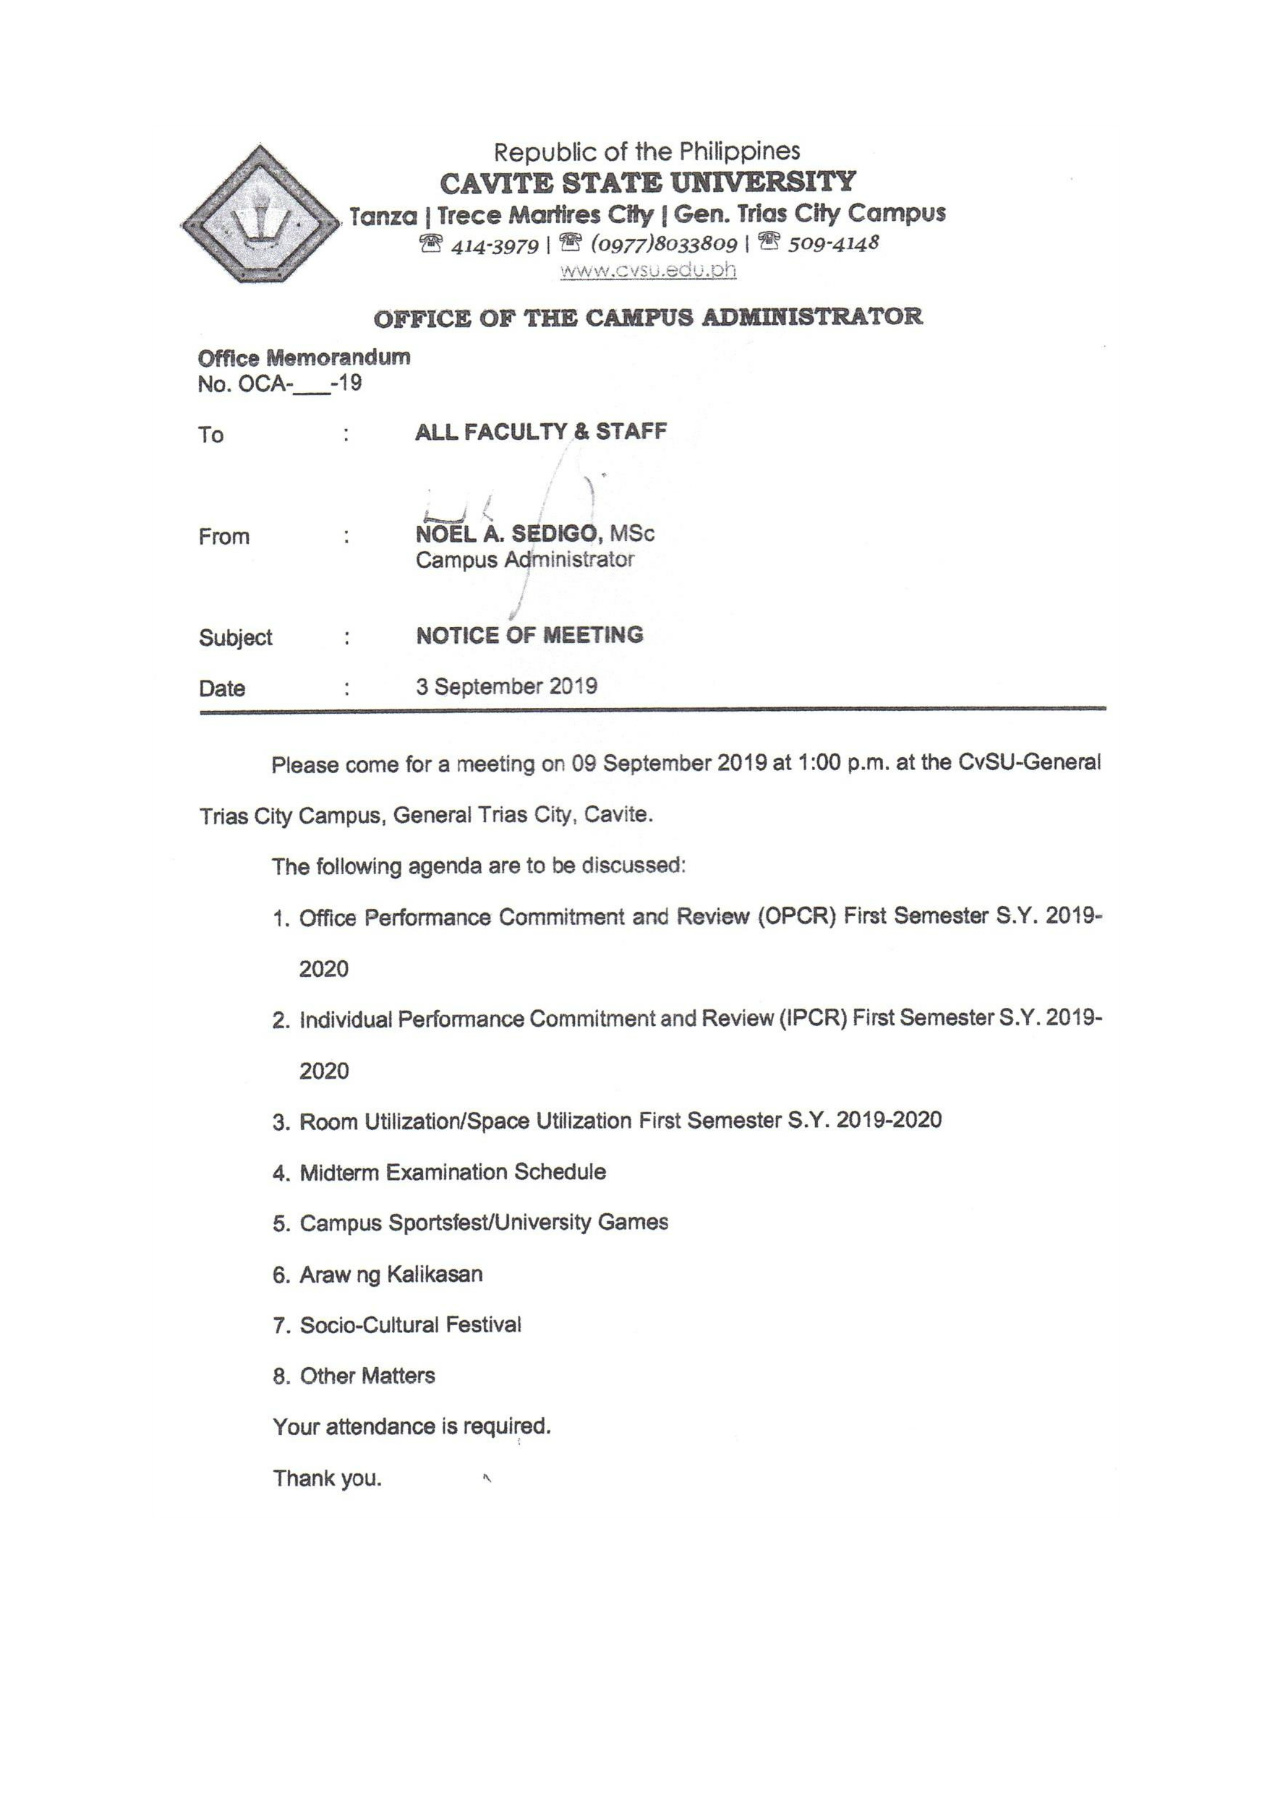 Republic of the Philippines
CAVITE STATE UNIVERSITY
Tanza | Trece Martires City | Gen. Trias City Campus
☎ 414-3979 | ☎ (0977)8033809 | ☎ 509-4148
www.cvsu.edu.ph
OFFICE OF THE CAMPUS ADMINISTRATOR
Office Memorandum
No. OCA-___-19
To : ALL FACULTY & STAFF
From : NOEL A. SEDIGO, MSc
Campus Administrator
Subject : NOTICE OF MEETING
Date : 3 September 2019
Please come for a meeting on 09 September 2019 at 1:00 p.m. at the CvSU-General
Trias City Campus, General Trias City, Cavite.
The following agenda are to be discussed:
1. Office Performance Commitment and Review (OPCR) First Semester S.Y. 2019-
2020
2. Individual Performance Commitment and Review (IPCR) First Semester S.Y. 2019-
2020
3. Room Utilization/Space Utilization First Semester S.Y. 2019-2020
4. Midterm Examination Schedule
5. Campus Sportsfest/University Games
6. Araw ng Kalikasan
7. Socio-Cultural Festival
8. Other Matters
Your attendance is required.
Thank you.